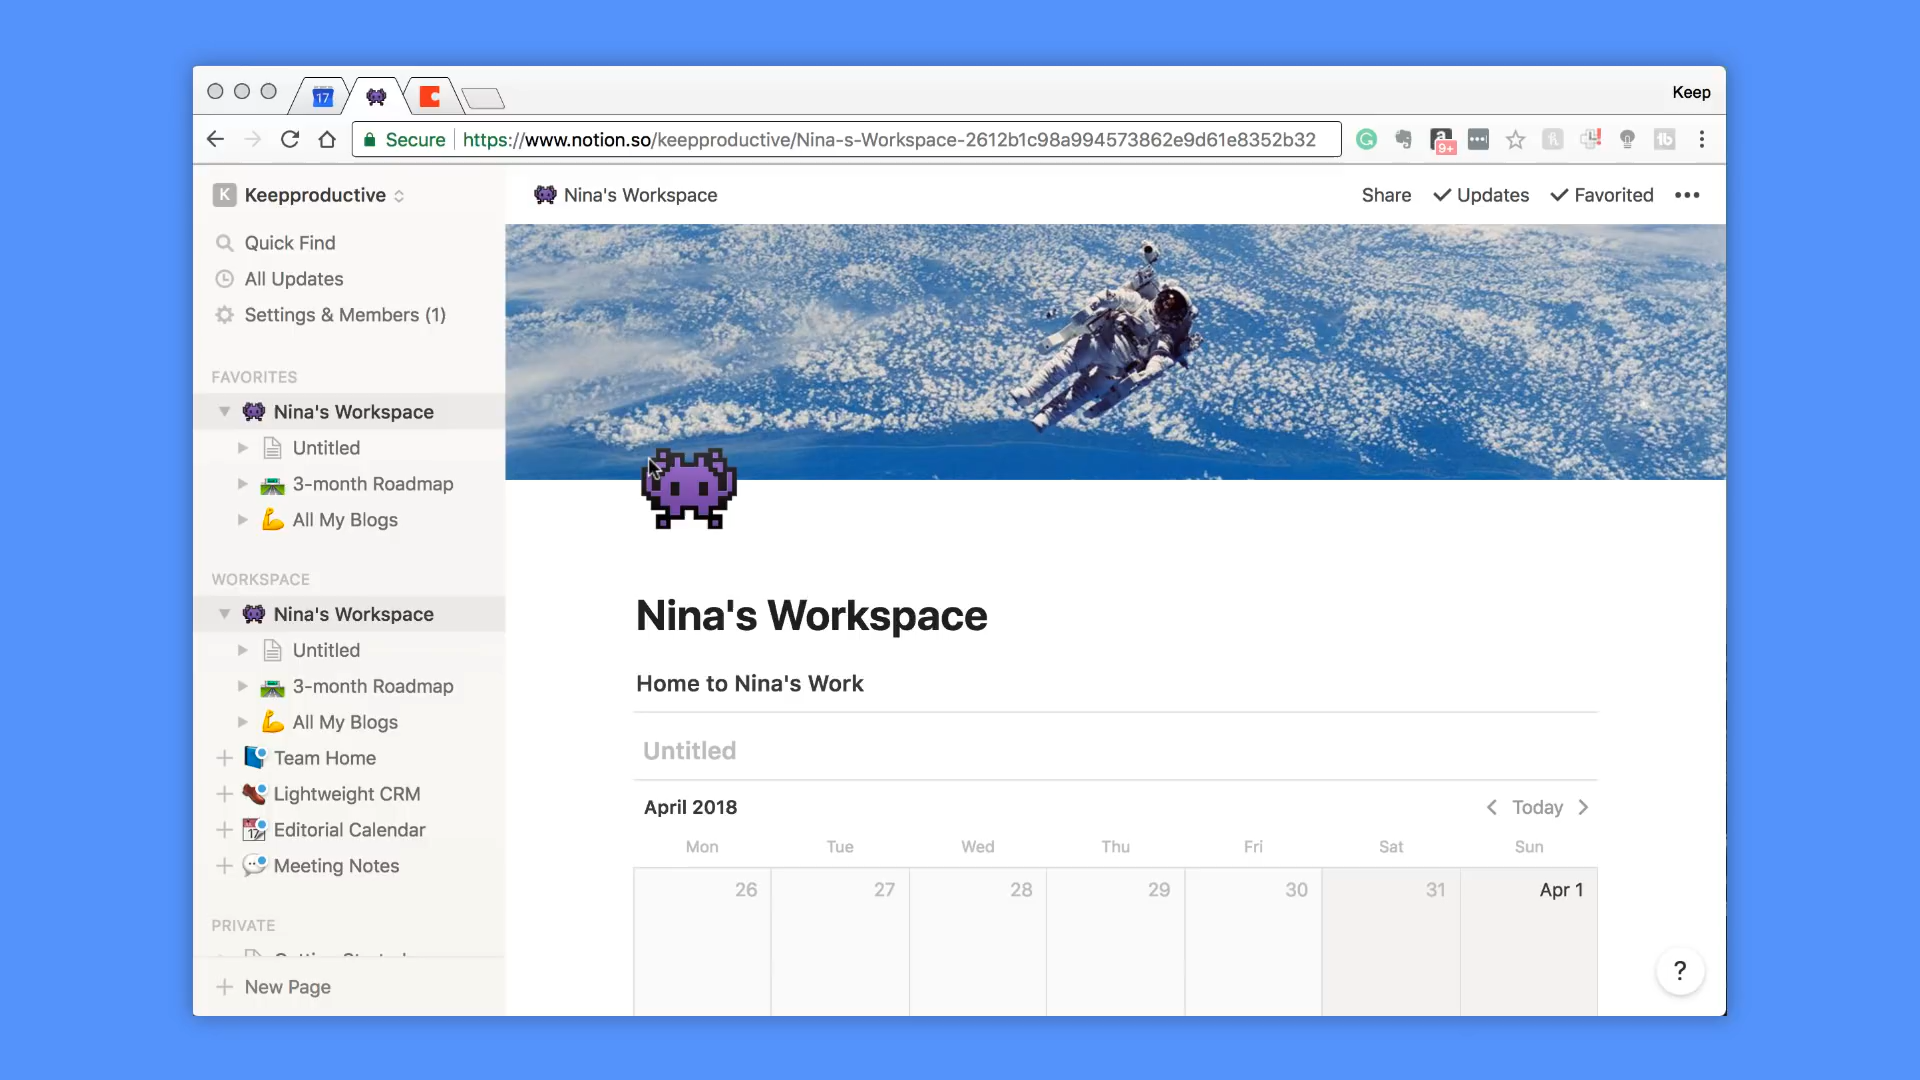 17
Keep
Secure
https://www.notion.so/keepproductive/Nina-s-Workspace-2612b1c98a994573862e9d61e8352b32
a
9+
K Keepproductive
Quick Find
All Updates
Settings & Members (1)
FAVORITES
Nina's Workspace
Untitled
3-month Roadmap
All My Blogs
WORKSPACE
Nina's Workspace
Untitled
3-month Roadmap
All My Blogs
Team Home
Lightweight CRM
17
Editorial Calendar
Meeting Notes
PRIVATE
New Page
Nina's Workspace
Share
Updates
Favorited
Nina's Workspace
Home to Nina's Work
Untitled
April 2018
Today
Mon Tue Wed Thu Fri Sat Sun
26 27 28 29 30 31 Apr 1
?